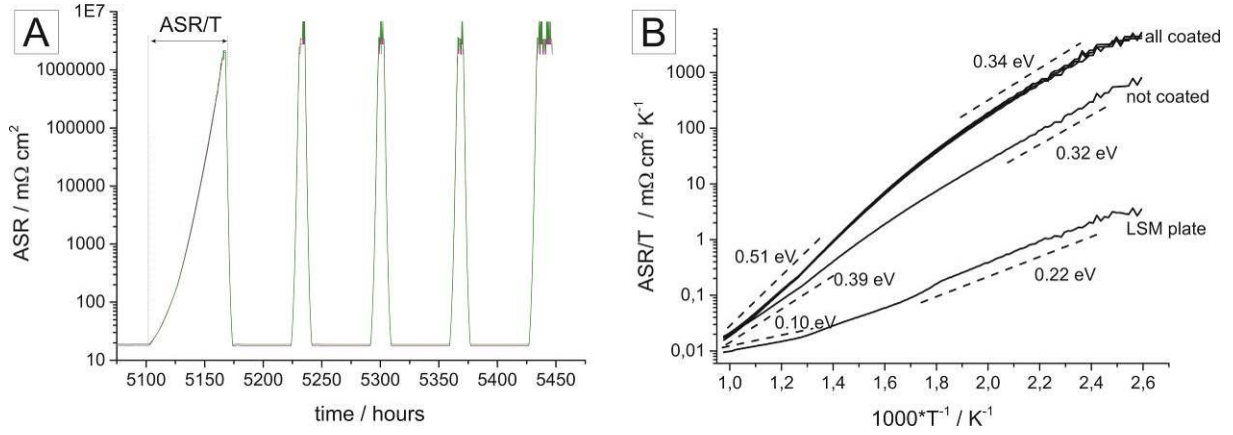 A
ASR/T
ASR / mΩ cm²
1E7
1000000
100000
10000
1000
100
10
5100 5150 5200 5250 5300 5350 5400 5450
time / hours
B
ASR/T / mΩ cm² K⁻¹
1000
100
10
1
0,1
0,01
all coated
0.34 eV
not coated
0.32 eV
LSM plate
0.51 eV
0.39 eV
0.22 eV
0.10 eV
1,0 1,2 1,4 1,6 1,8 2,0 2,2 2,4 2,6 2,7
1000*T⁻¹ / K⁻¹